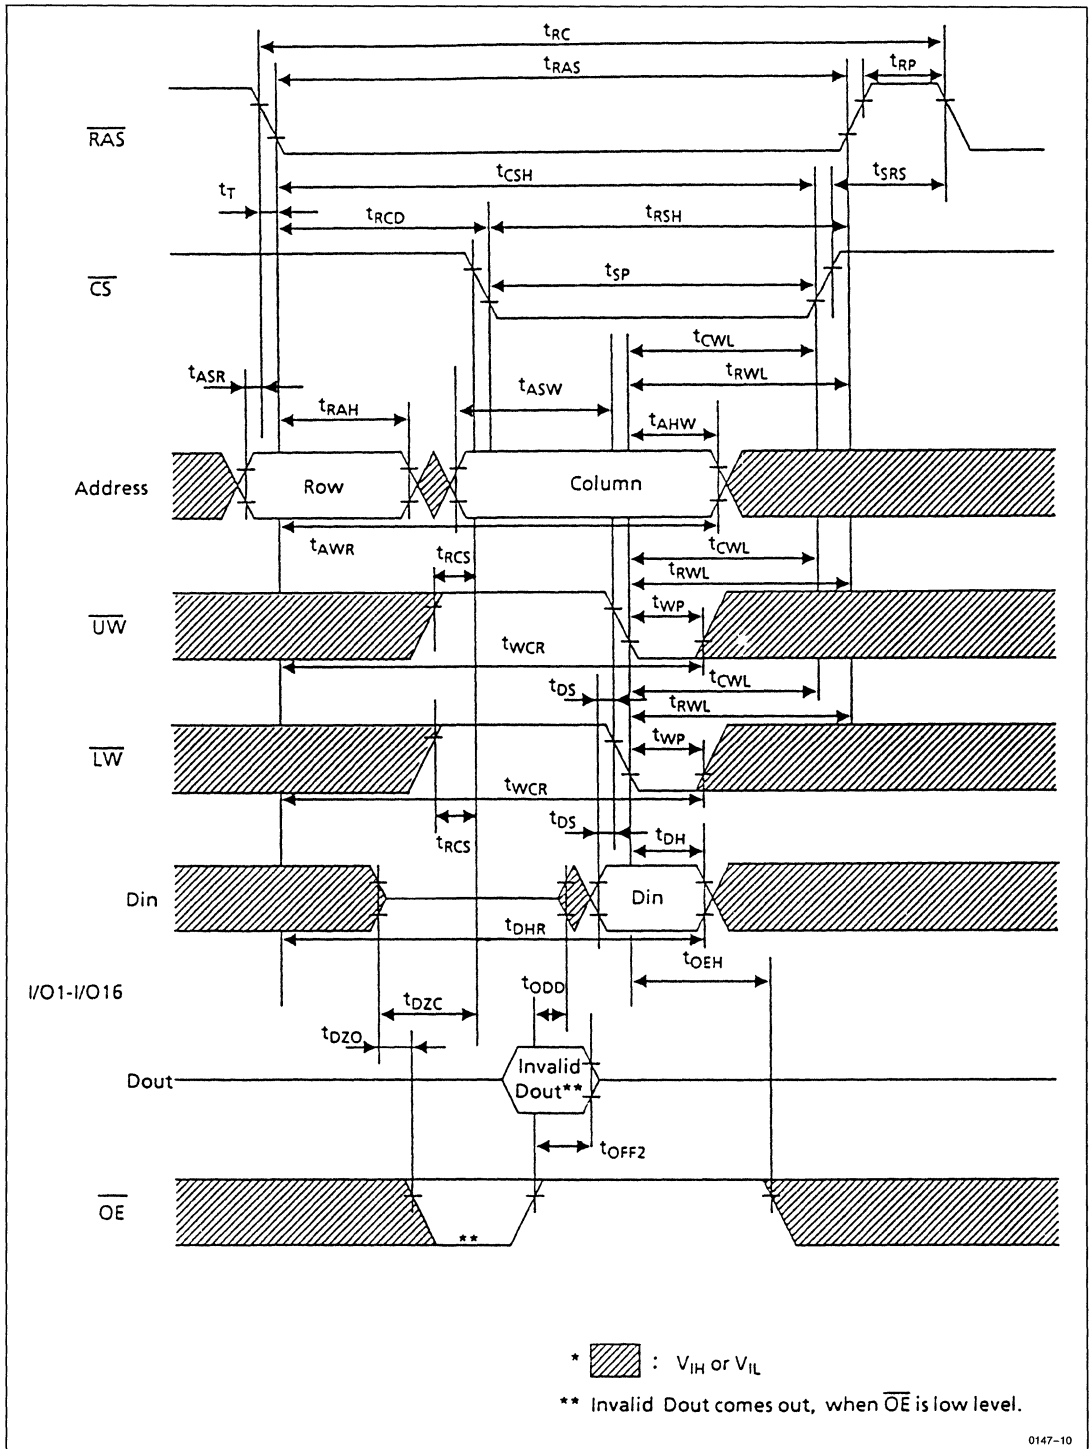 tRC
tRAS
tRP
RAS
tCSH
tSRS
tT
tRCD
tRSH
CS
tSP
tCWL
tASR
tASW
tRWL
tRAH
tAHW
Address
Row
Column
tAWR
tRCS
tCWL
tRWL
UW
tWP
tWCR
tDS
tCWL
tRWL
LW
tWP
tWCR
tRCS
tDS
tDH
Din
Din
tDHR
tOEH
I/O1-I/O16
tDZC
tODD
tDZO
Dout
Invalid
Dout**
tOFF2
OE
**
* : VIH or VIL
** Invalid Dout comes out, when OE is low level.
0147-10